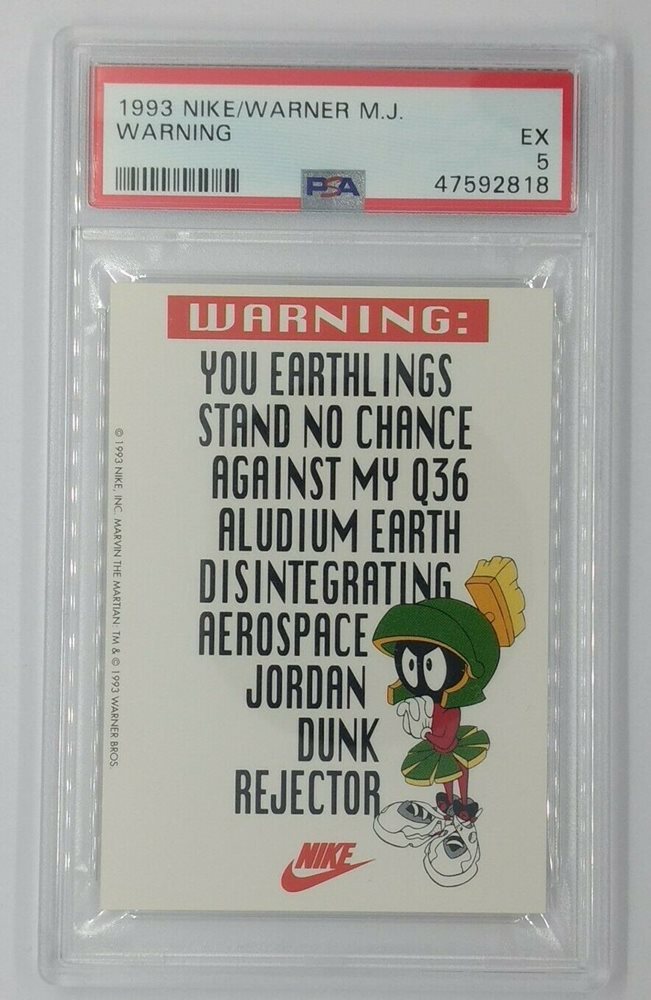 1993 NIKE/WARNER M.J.
WARNING
EX
5
PSA
47592818
WARNING:
YOU EARTHLINGS
STAND NO CHANCE
AGAINST MY Q36
ALUDIUM EARTH
DISINTEGRATING
AEROSPACE
JORDAN
DUNK
REJECTOR
NIKE
© 1993 NIKE, INC. MARVIN THE MARTIAN: TM & © 1993 WARNER BROS.